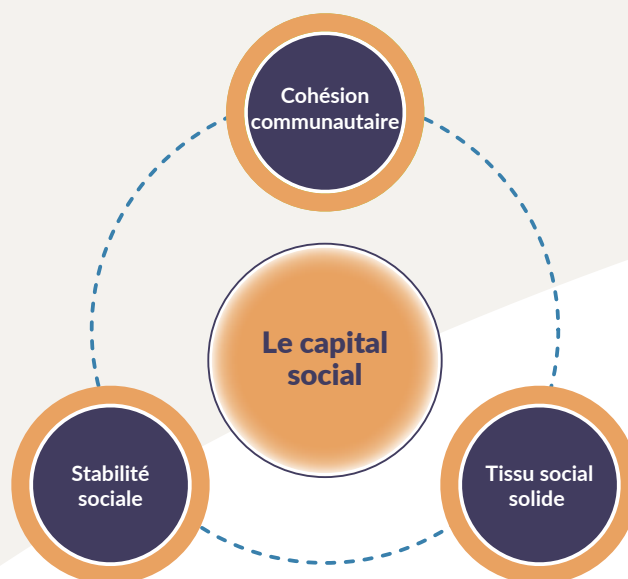 Cohésion
communautaire
Le capital
social
Stabilité
sociale
Tissu social
solide